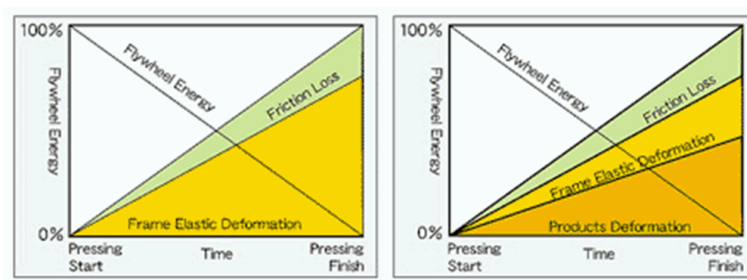 100%
Flywheel Energy
Flywheel Energy
Friction Loss
Frame Elastic Deformation
0%
Pressing Start
Time
Pressing Finish
100%
Flywheel Energy
Flywheel Energy
Friction Loss
Frame Elastic Deformation
Products Deformation
0%
Pressing Start
Time
Pressing Finish